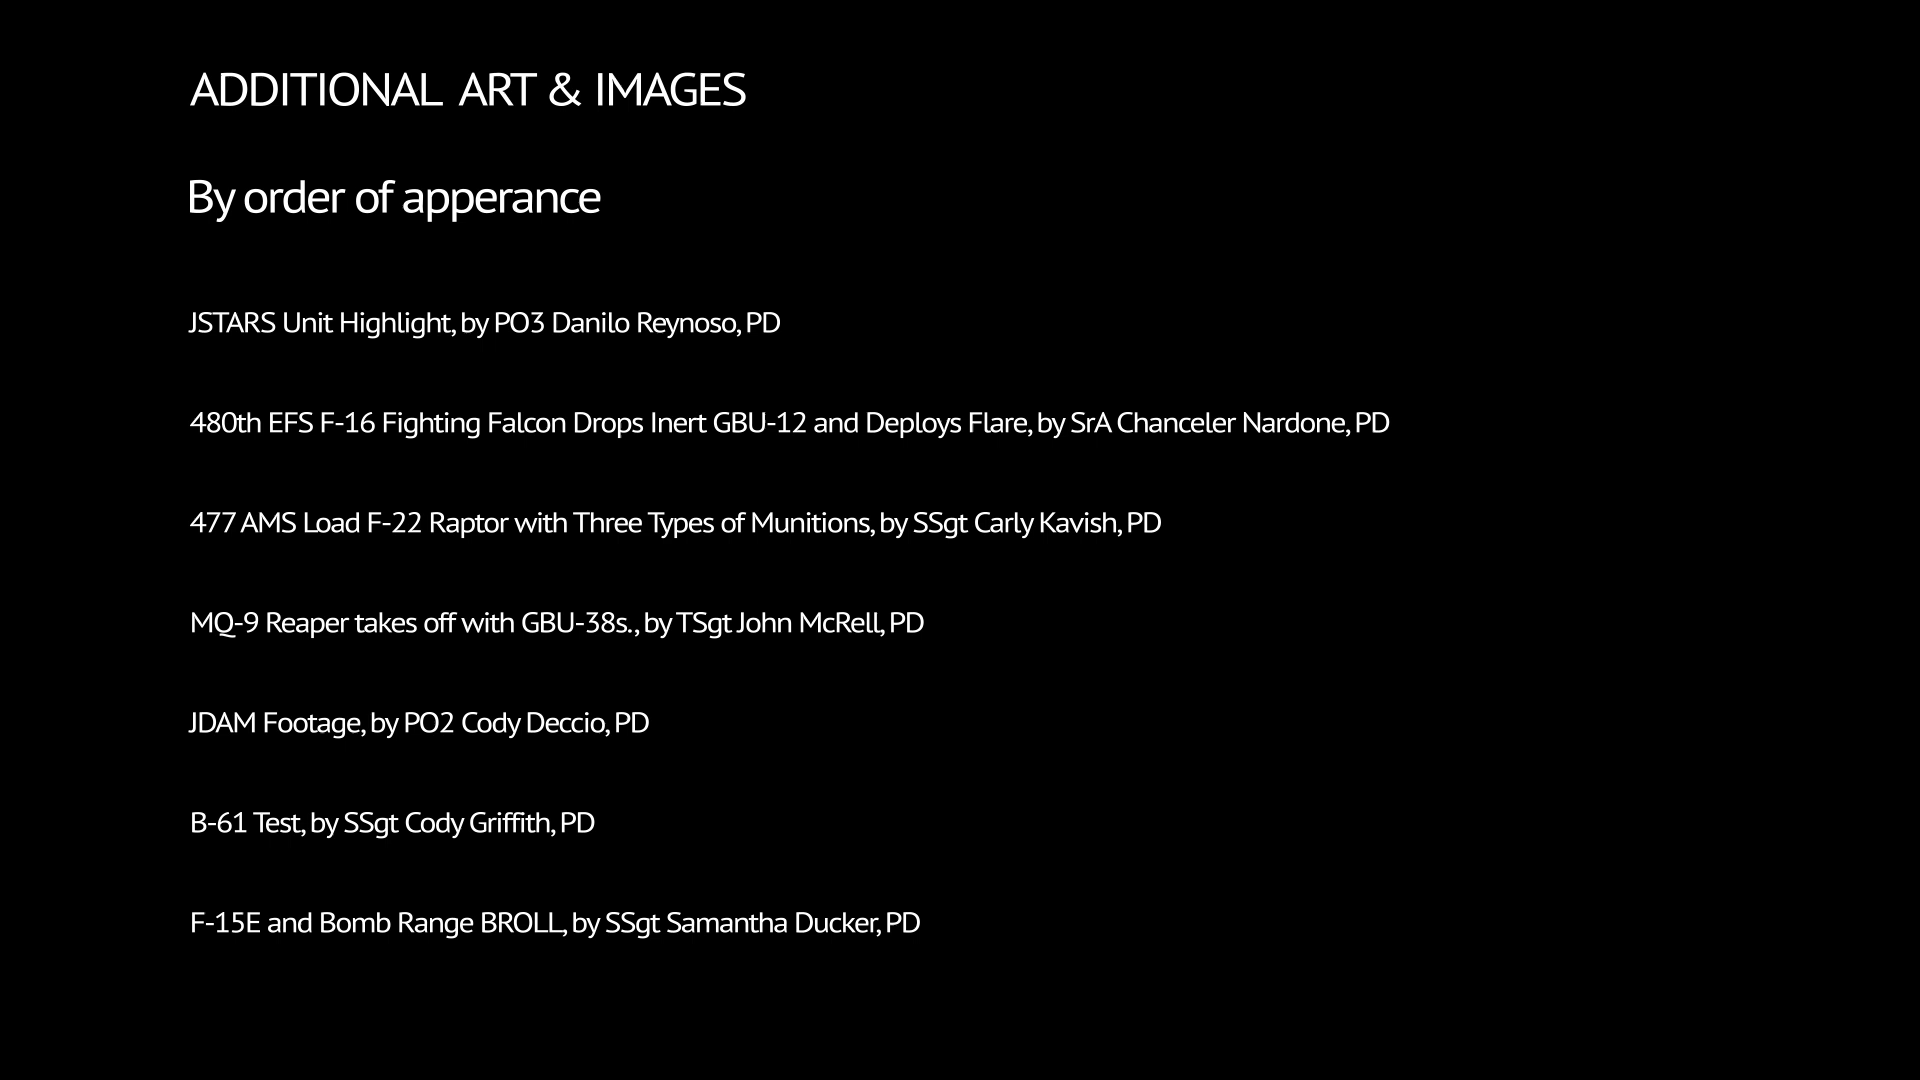 ADDITIONAL ART & IMAGES
By order of apperance
JSTARS Unit Highlight, by PO3 Danilo Reynoso, PD
480th EFS F-16 Fighting Falcon Drops Inert GBU-12 and Deploys Flare, by SrA Chanceler Nardone, PD
477 AMS Load F-22 Raptor with Three Types of Munitions, by SSgt Carly Kavish, PD
MQ-9 Reaper takes off with GBU-38s., by TSgt John McRell, PD
JDAM Footage, by PO2 Cody Deccio, PD
B-61 Test, by SSgt Cody Griffith, PD
F-15E and Bomb Range BROLL, by SSgt Samantha Ducker, PD